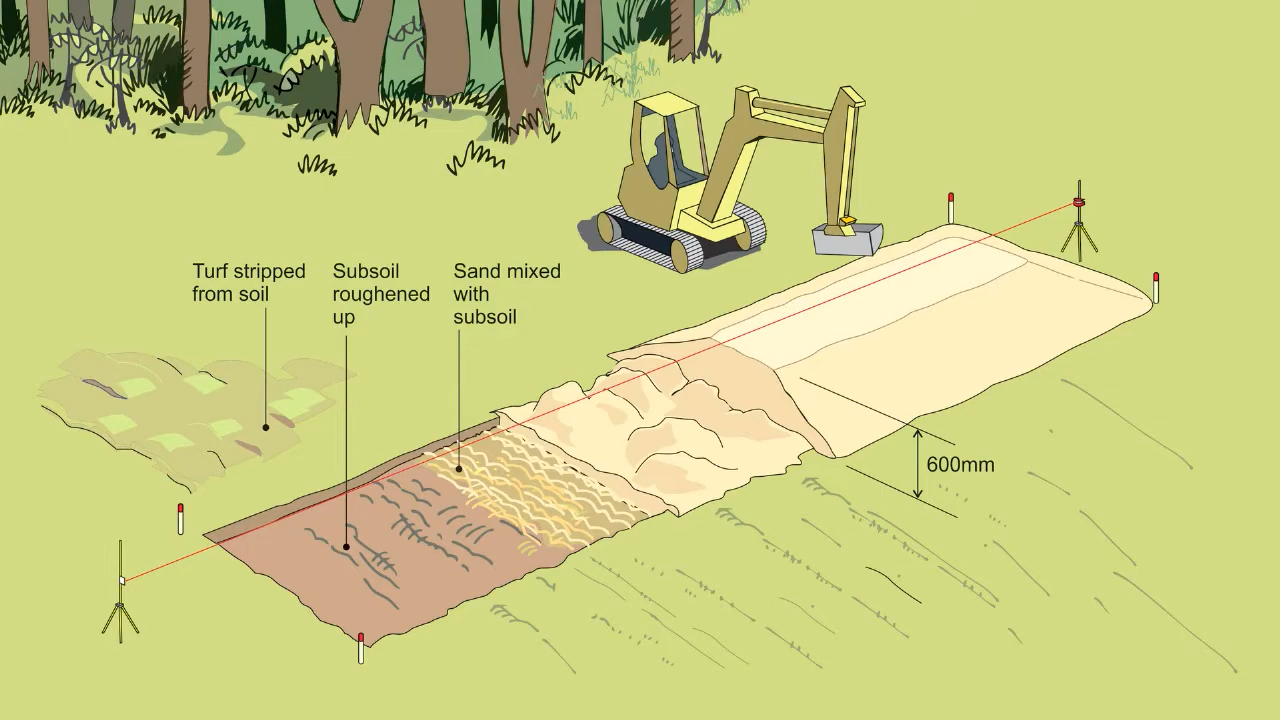 Turf stripped
from soil
Subsoil
roughened
up
Sand mixed
with
subsoil
600mm